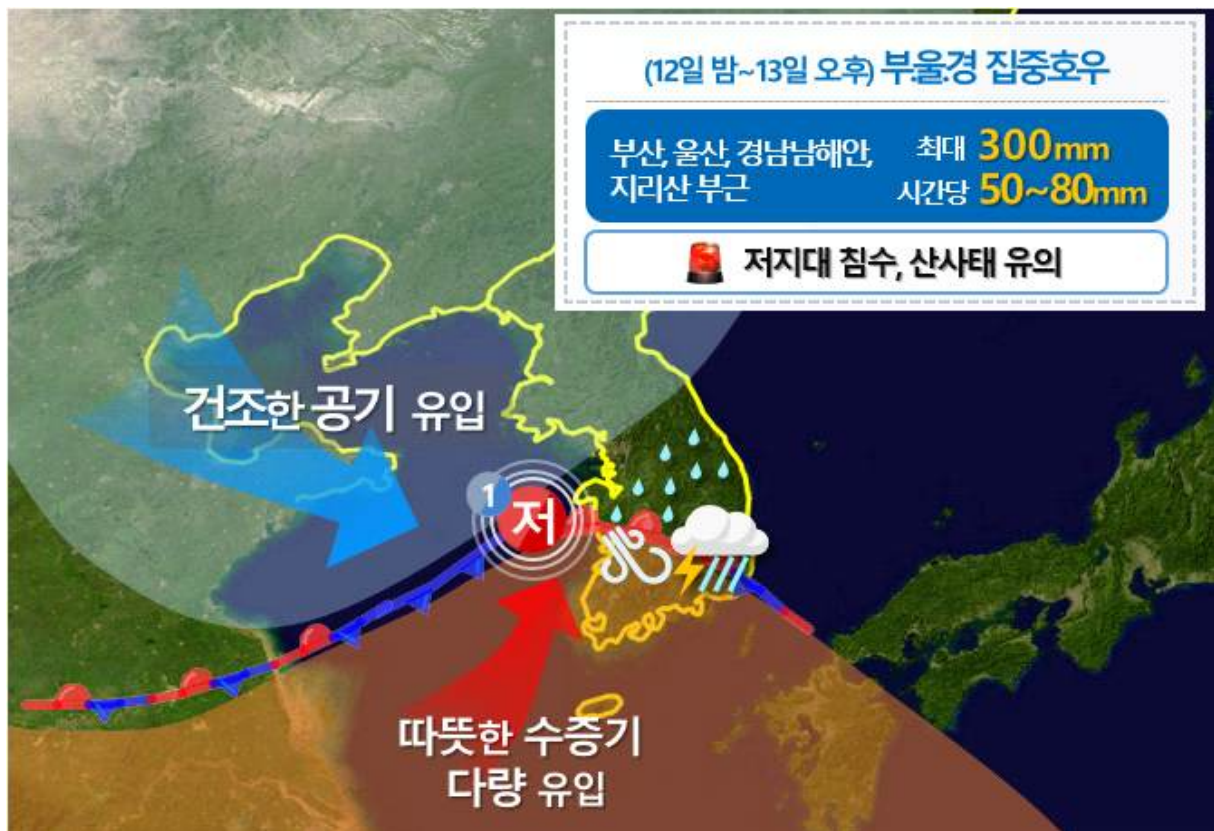 (12일 밤~13일 오후) 부.울.경 집중호우
부산, 울산, 경남남해안, 최대 300mm
지리산 부근 시간당 50~80mm
저지대 침수, 산사태 유의
건조한 공기 유입
1
저
따뜻한 수증기
다량 유입